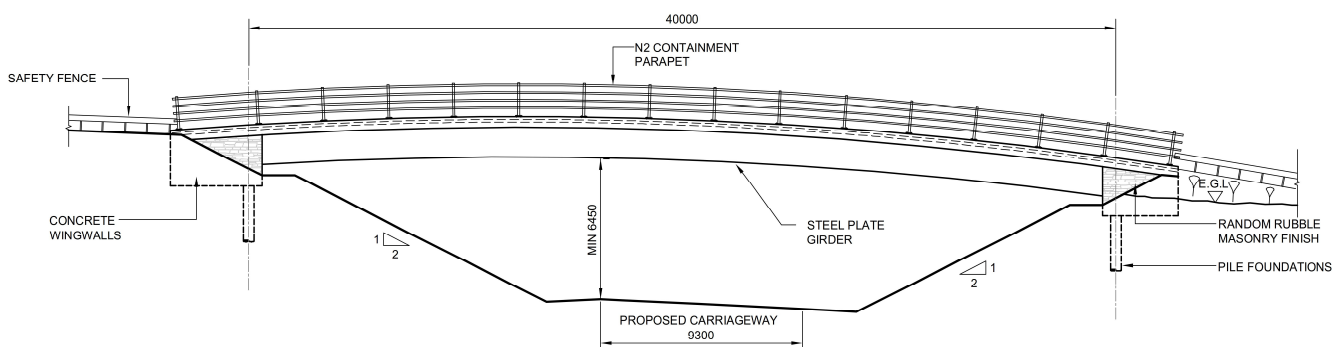 40000
N2 CONTAINMENT
PARAPET
SAFETY FENCE
E.G.L
CONCRETE
WINGWALLS
1
2
MIN 6450
STEEL PLATE
GIRDER
1
2
RANDOM RUBBLE
MASONRY FINISH
PILE FOUNDATIONS
PROPOSED CARRIAGEWAY
9300